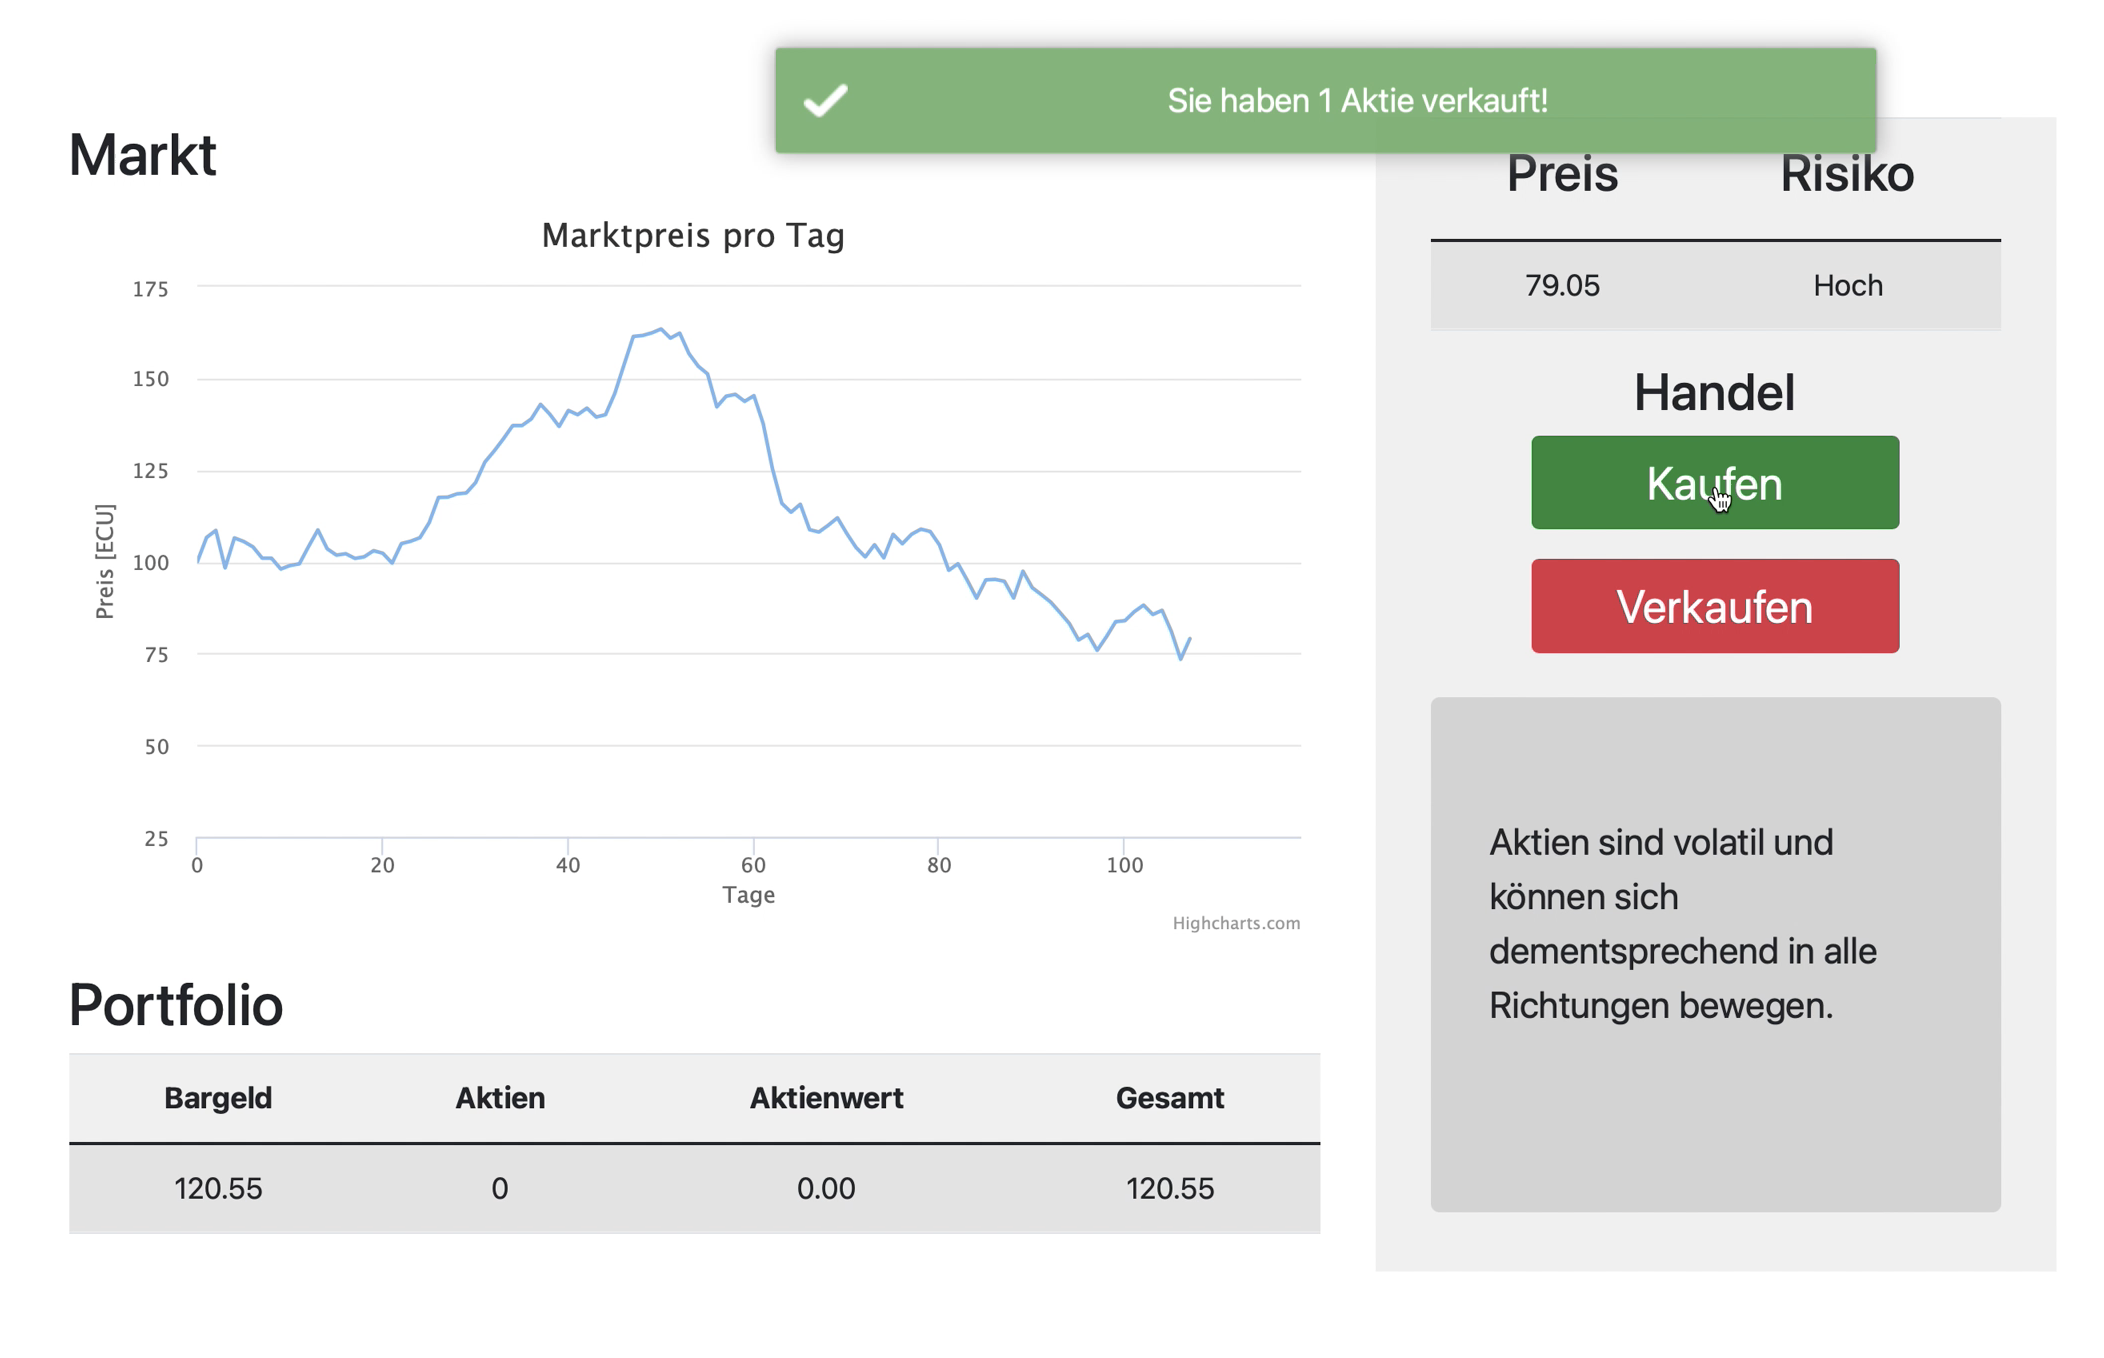 Sie haben 1 Aktie verkauft!
Markt
Marktpreis pro Tag
175
150
125
100
75
50
25
Preis [ECU]
0 20 40 60 80 100
Tage
Highcharts.com
Portfolio
Bargeld Aktien Aktienwert Gesamt
120.55 0 0.00 120.55
Preis Risiko
79.05 Hoch
Handel
Kaufen
Verkaufen
Aktien sind volatil und
können sich
dementsprechend in alle
Richtungen bewegen.